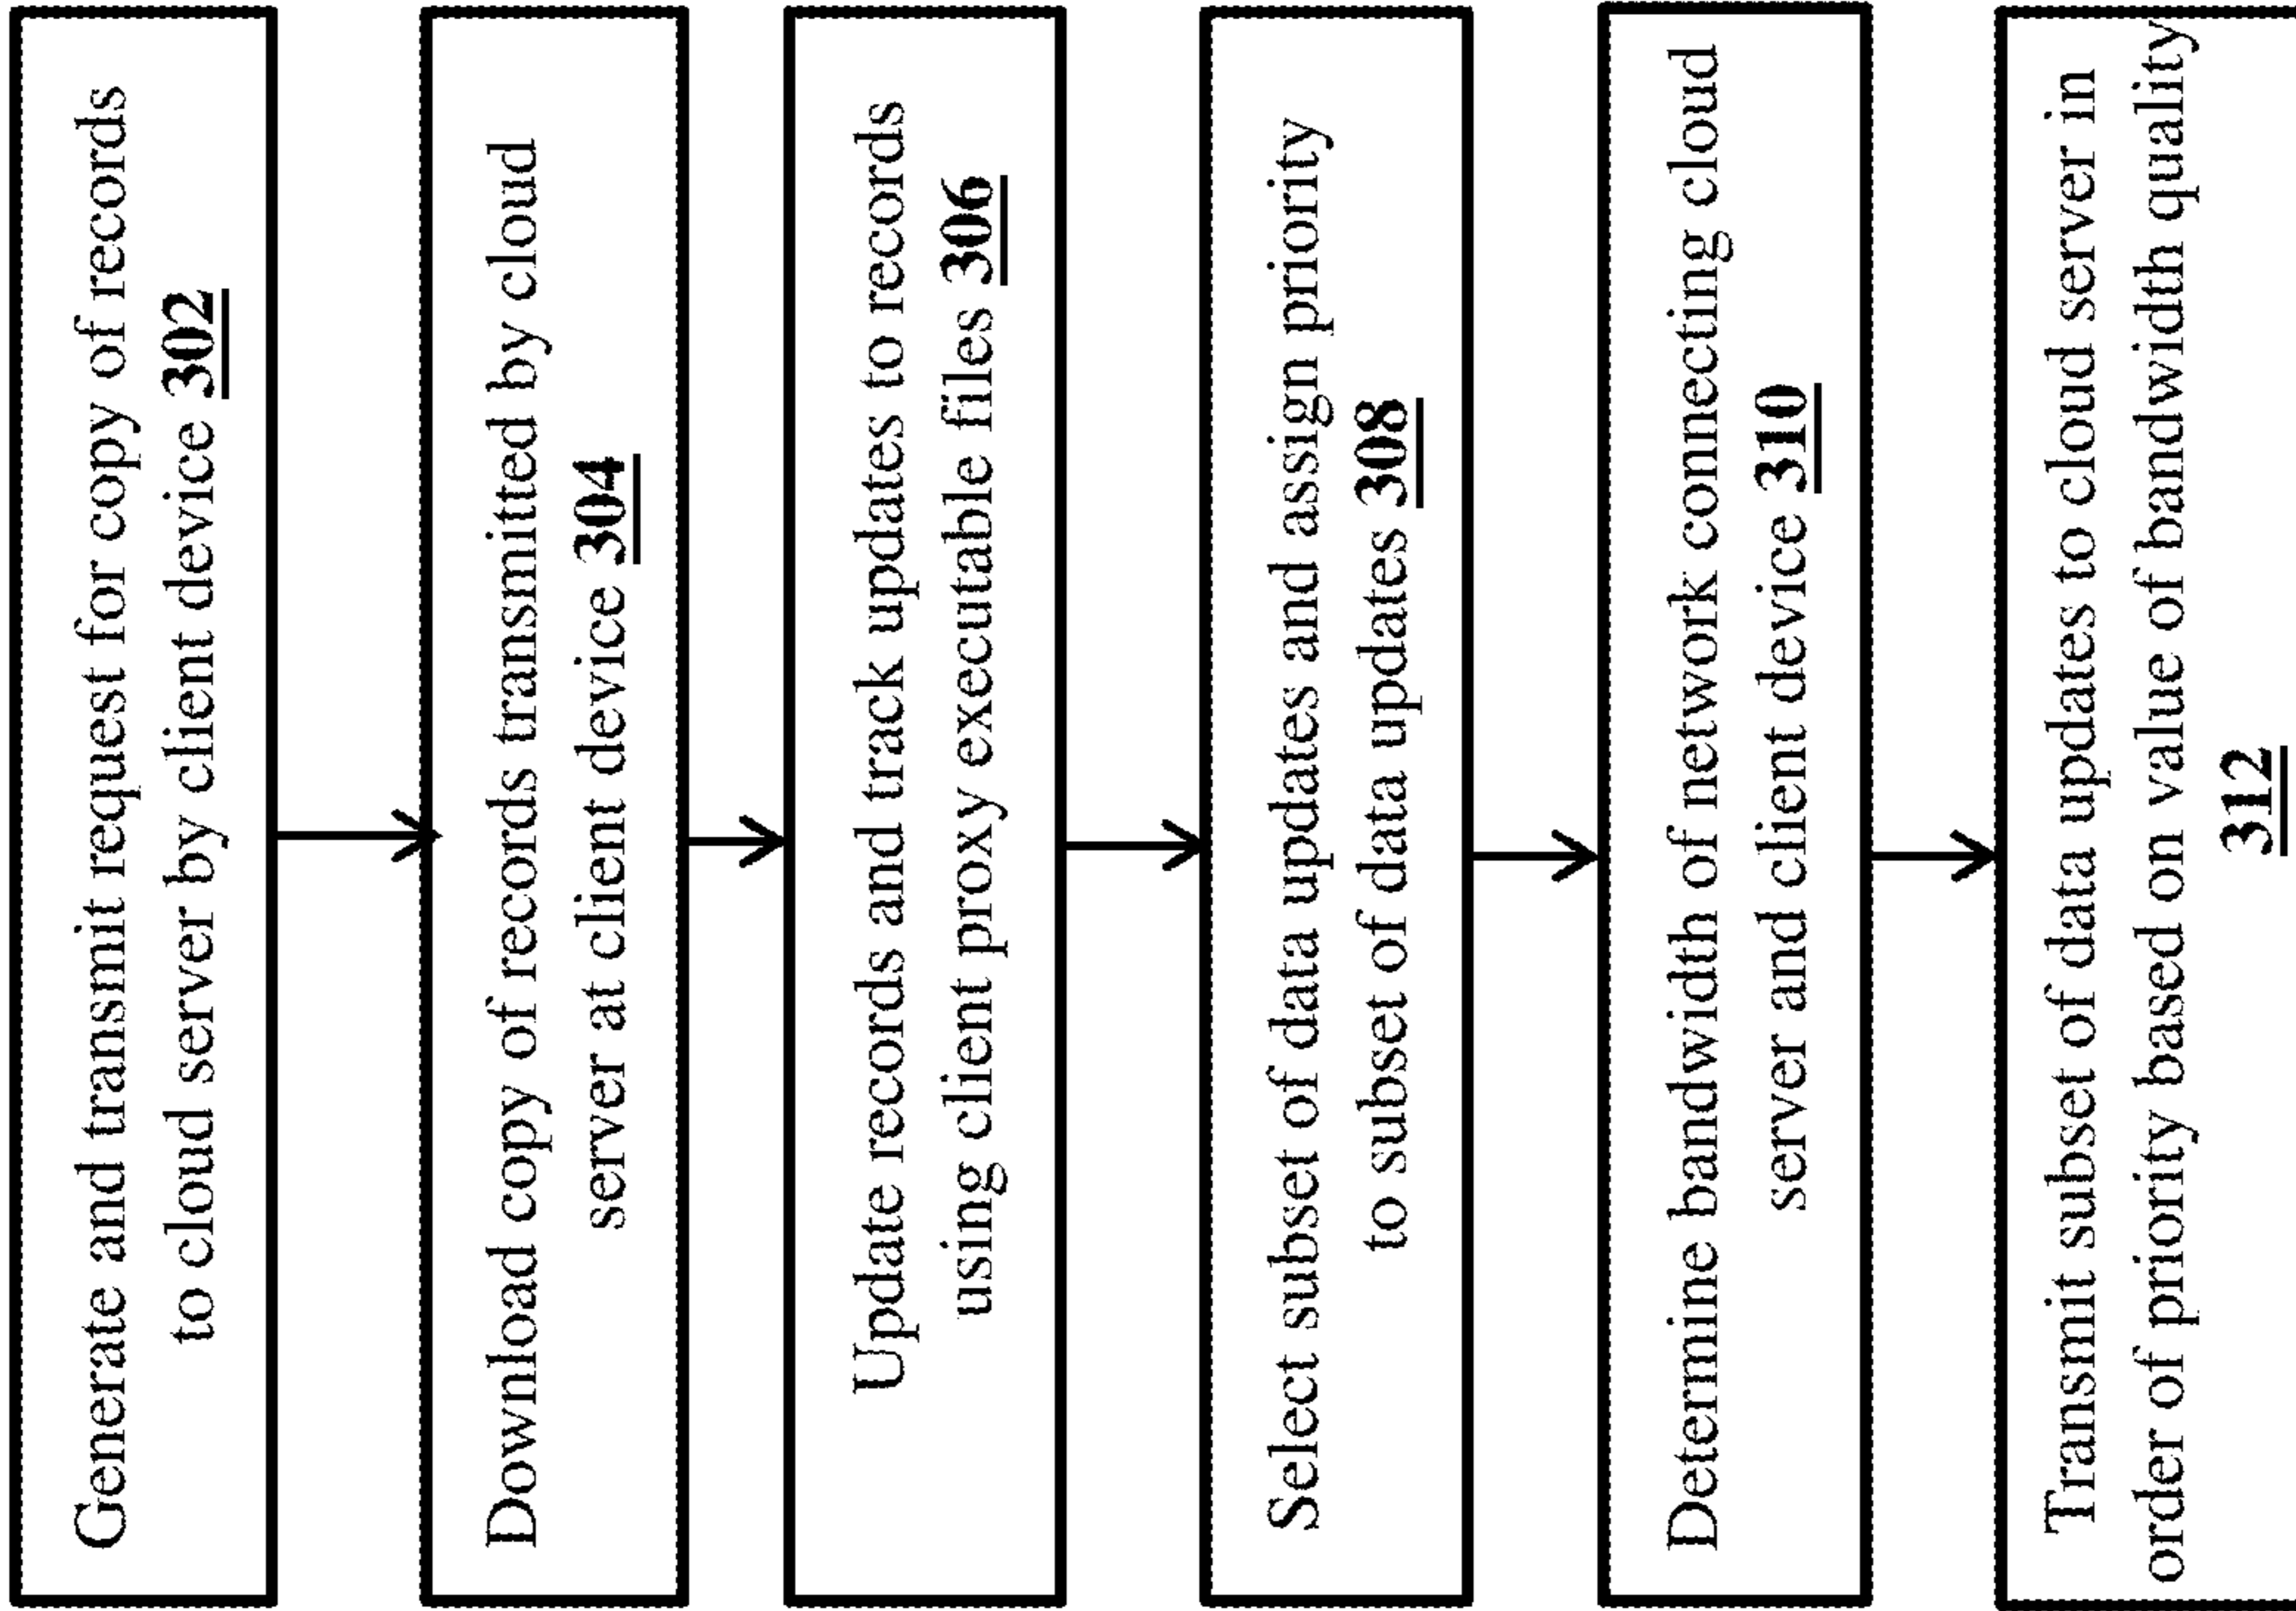 Generate and transmit request for copy of records
to cloud server by client device 302
Download copy of records transmitted by cloud
server at client device 304
Update records and track updates to records
using client proxy executable files 306
Select subset of data updates and assign priority
to subset of data updates 308
Determine bandwidth of network connecting cloud
server and client device 310
Transmit subset of data updates to cloud server in
order of priority based on value of bandwidth quality
312